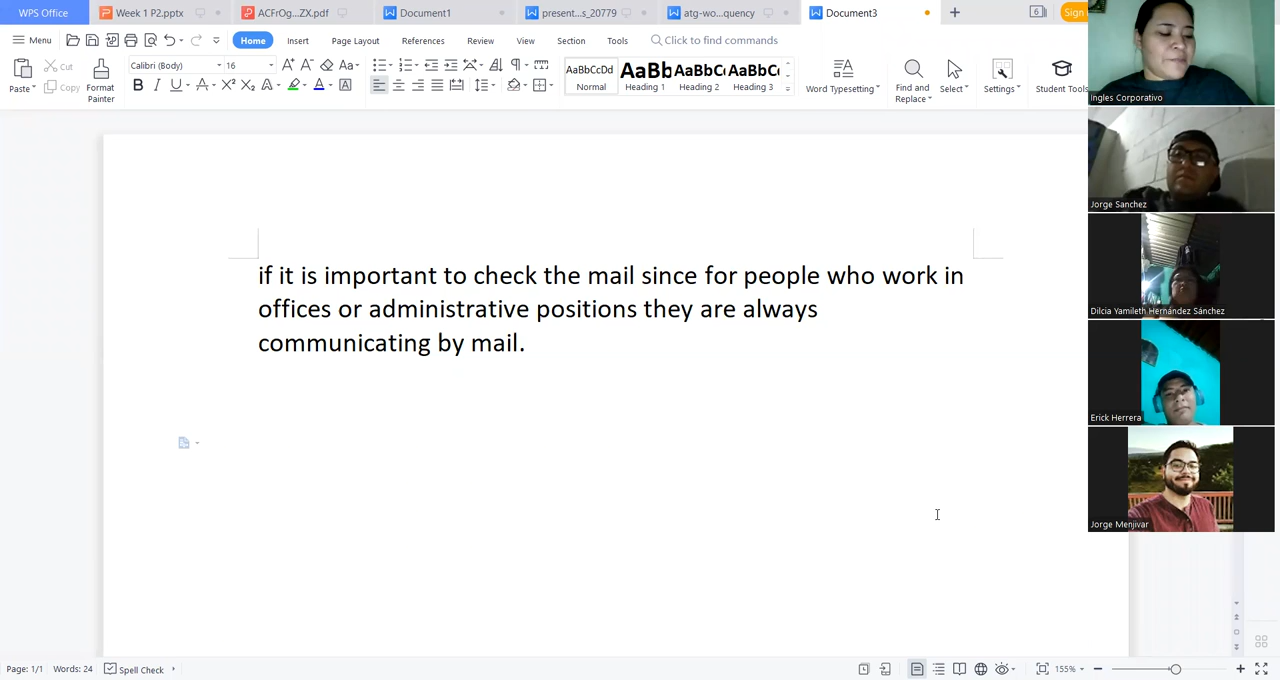 WPS Office
Week 1 P2.pptx
ACFrOg...ZX.pdf
Document1
present...s_20779
atg-wo...quency
Document3
6
Sign
Menu
Home
Insert
Page Layout
References
Review
View
Section
Tools
Click to find commands
Paste
Cut
Copy
Format Painter
Calibri (Body)
16
AaBbCcDd
Normal
AaBb
Heading 1
AaBbC
Heading 2
AaBbC
Heading 3
Word Typesetting
Find and Replace
Select
Settings
Student Tools
if it is important to check the mail since for people who work in
offices or administrative positions they are always
communicating by mail.
Ingles Corporativo
Jorge Sanchez
Dilcia Yamileth Hernández Sánchez
Erick Herrera
Jorge Menjivar
Page: 1/1
Words: 24
Spell Check
155%